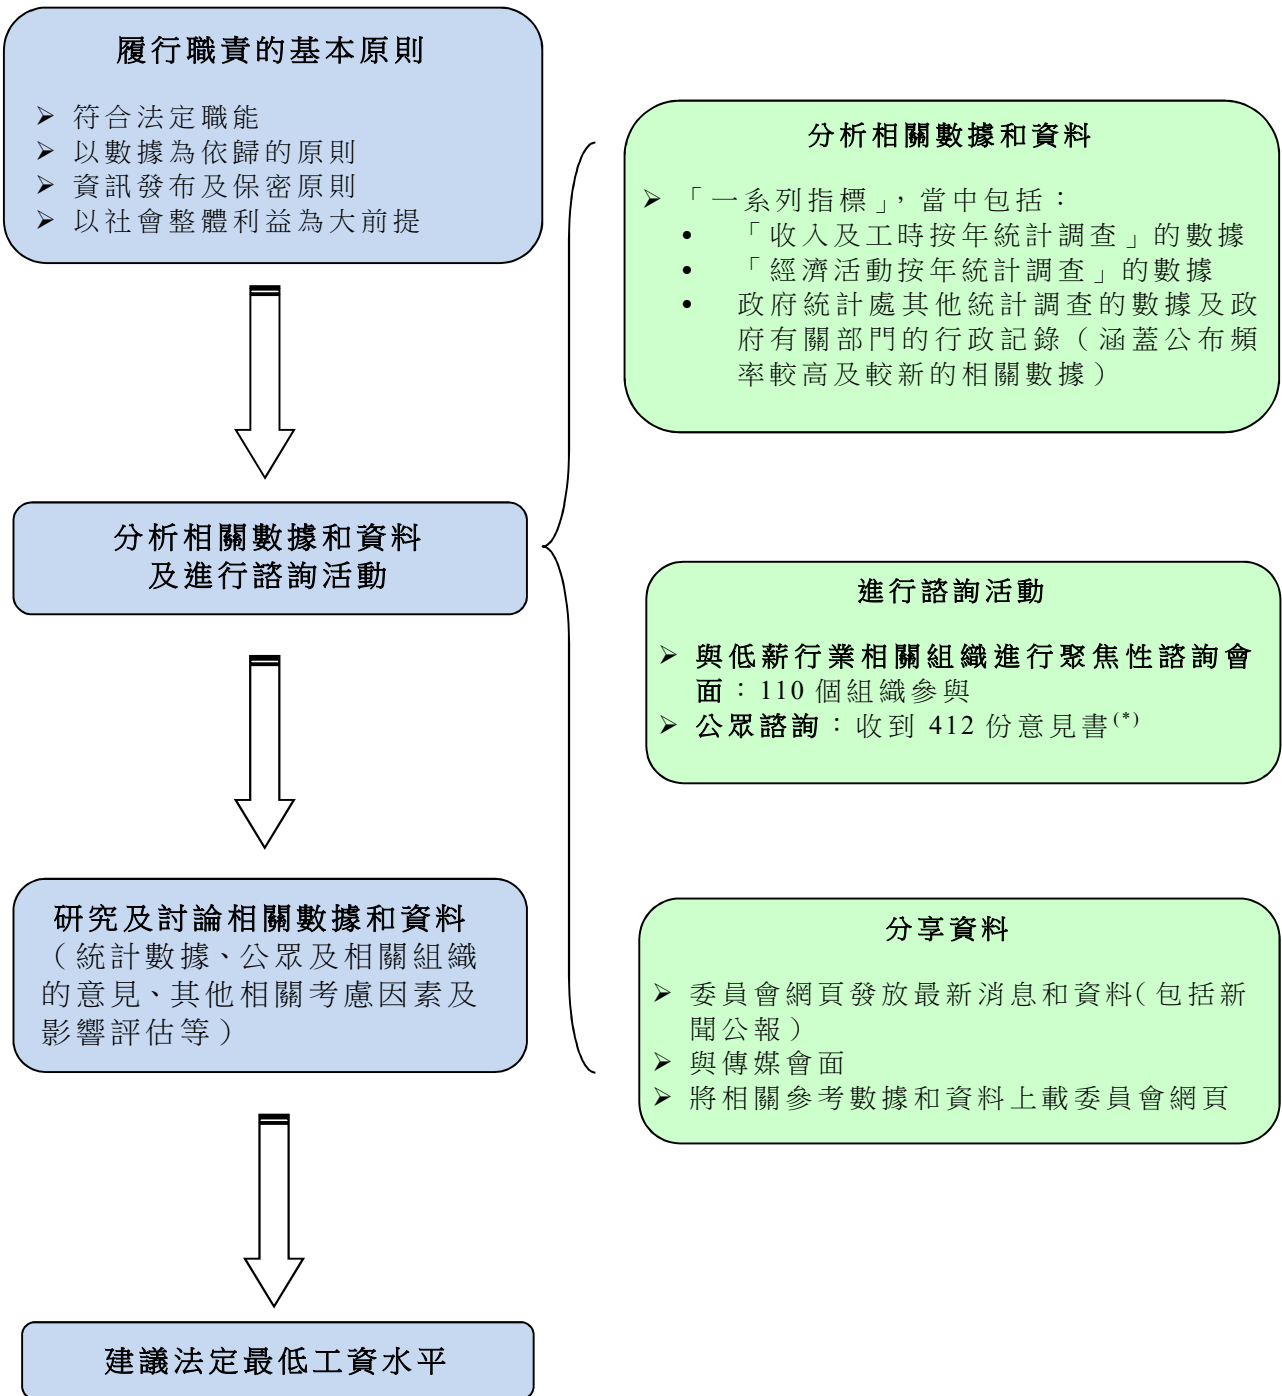 履行職責的基本原則
➢ 符合法定職能
➢ 以數據為依歸的原則
➢ 資訊發布及保密原則
➢ 以社會整體利益為大前提
分析相關數據和資料
及進行諮詢活動
分析相關數據和資料
➢ 「一系列指標」，當中包括：
• 「收入及工時按年統計調查」的數據
• 「經濟活動按年統計調查」的數據
• 政府統計處其他統計調查的數據及政
府有關部門的行政記錄（涵蓋公布頻
率較高及較新的相關數據）
進行諮詢活動
➢ 與低薪行業相關組織進行聚焦性諮詢會
面：110 個組織參與
➢ 公眾諮詢：收到 412 份意見書(*)
分享資料
➢ 委員會網頁發放最新消息和資料（包括新
聞公報）
➢ 與傳媒會面
➢ 將相關參考數據和資料上載委員會網頁
研究及討論相關數據和資料
（統計數據、公眾及相關組織
的意見、其他相關考慮因素及
影響評估等）
建議法定最低工資水平